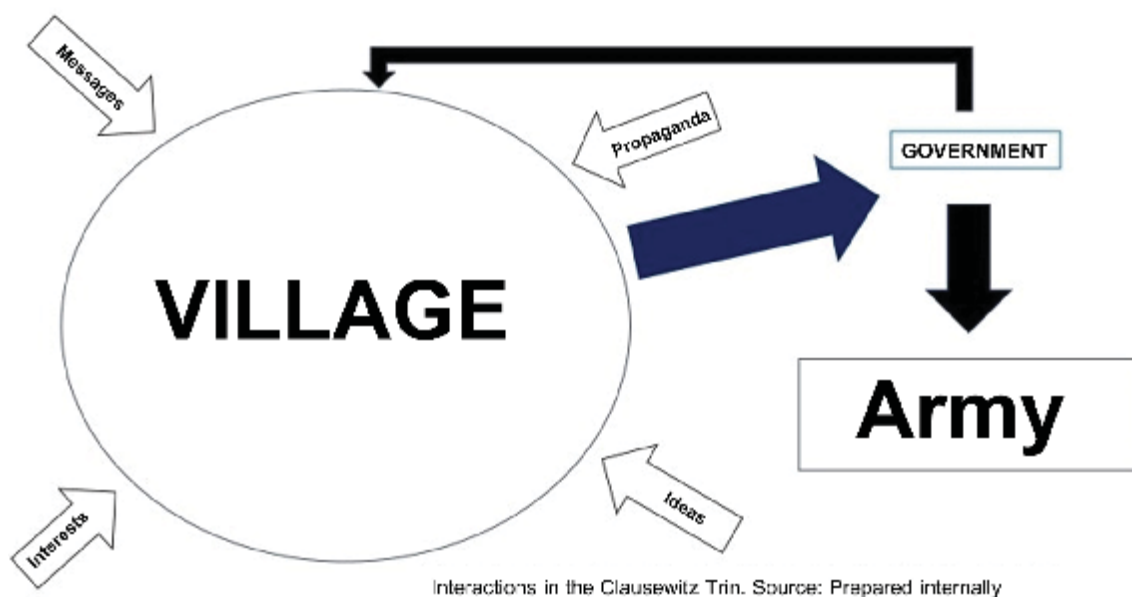 Messages
Propaganda
GOVERNMENT
VILLAGE
Army
Interests
Ideas
Interactions in the Clausewitz Trin. Source: Prepared internally